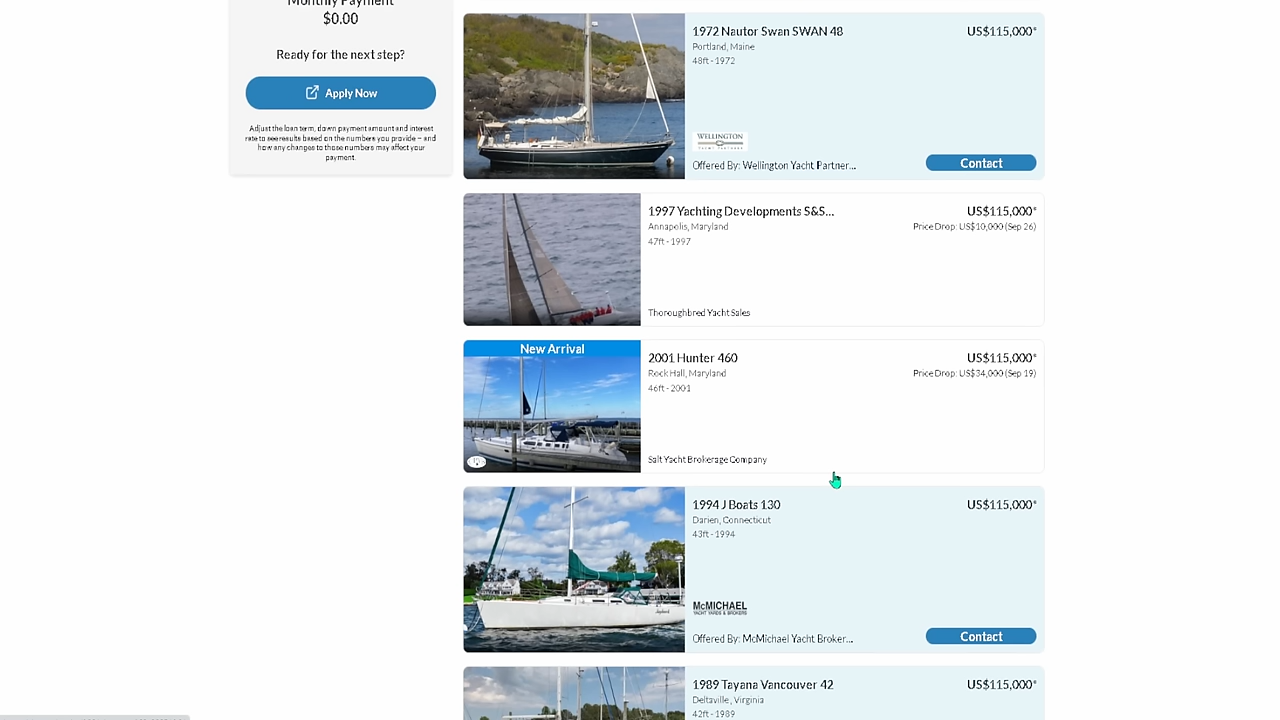 Monthly Payment
$0.00
Ready for the next step?
Apply Now
Adjust the loan term, down payment amount and interest
rate to see results based on the numbers you provide – and
how any changes to those numbers may affect your
payment.
1972 Nautor Swan SWAN 48
US$115,000*
Portland, Maine
48ft - 1972
WELLINGTON
Offered By: Wellington Yacht Partner...
Contact
1997 Yachting Developments S&S...
US$115,000*
Annapolis, Maryland
Price Drop: US$10,000 (Sep 26)
47ft - 1997
Thoroughbred Yacht Sales
New Arrival
2001 Hunter 460
US$115,000*
Rock Hall, Maryland
Price Drop: US$34,000 (Sep 19)
46ft - 2001
Salt Yacht Brokerage Company
1994 J Boats 130
US$115,000*
Darien, Connecticut
43ft - 1994
McMICHAEL
YACHT YARDS & BROKERS
Offered By: McMichael Yacht Broker...
Contact
1989 Tayana Vancouver 42
US$115,000*
Deltaville, Virginia
42ft - 1989